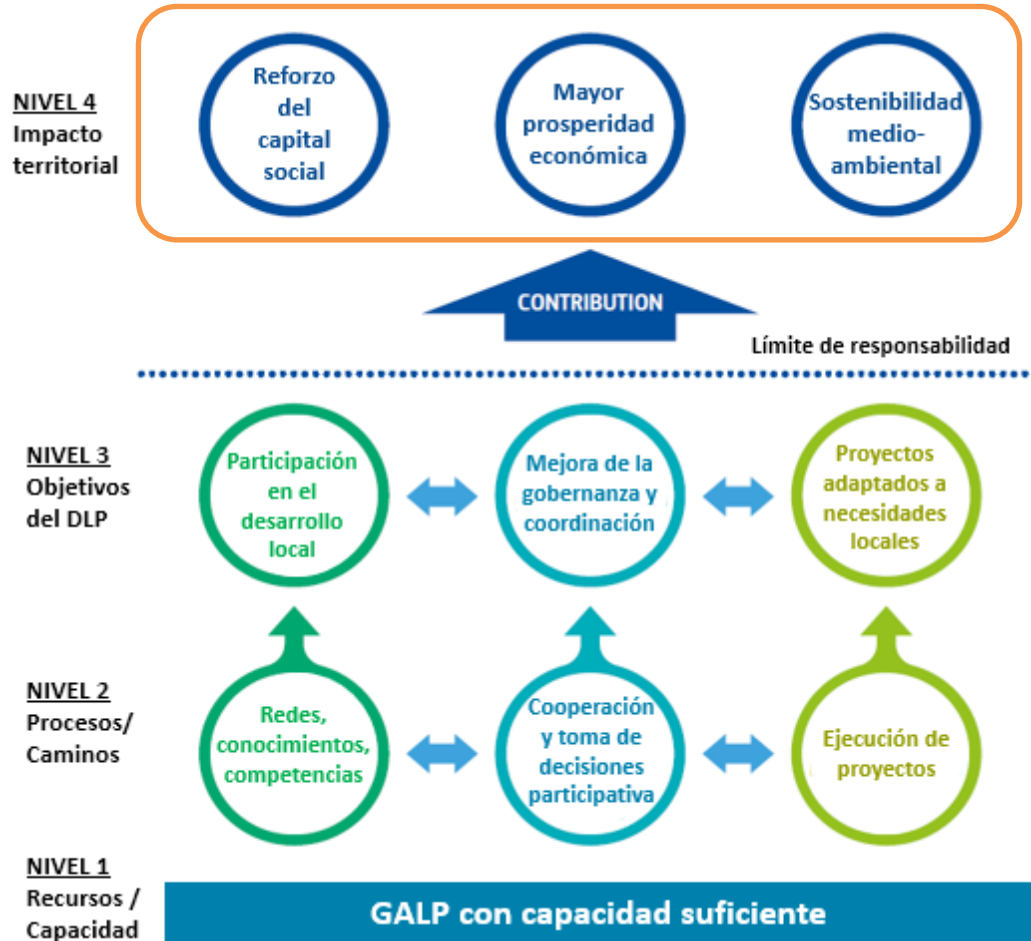 NIVEL 4
Impacto
territorial
Reforzo
del
capital
social
Mayor
prosperidad
económica
Sostenibilidad
medio-
ambiental
CONTRIBUTION
Límite de responsabilidad
NIVEL 3
Objetivos
del DLP
Participación
en el
desarrollo
local
Mejora de la
gobernanza y
coordinación
Proyectos
adaptados a
necesidades
locales
NIVEL 2
Procesos/
Caminos
Redes,
conocimientos,
competencias
Cooperación
y toma de
decisiones
participativa
Ejecución de
proyectos
NIVEL 1
Recursos /
Capacidad
GALP con capacidad suficiente